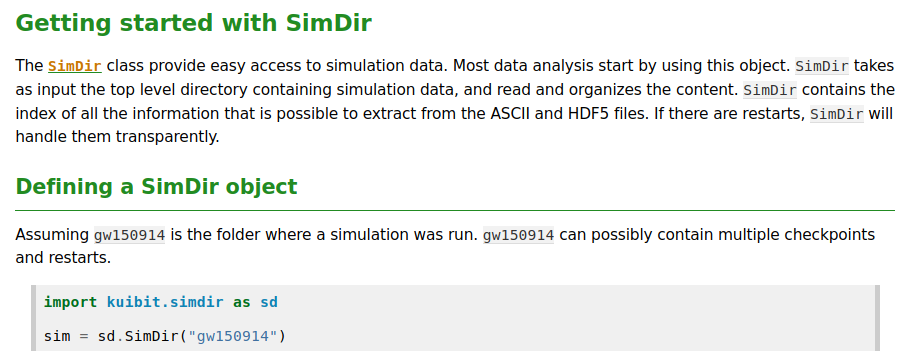 Getting started with SimDir
The SimDir class provide easy access to simulation data. Most data analysis start by using this object. SimDir takes
as input the top level directory containing simulation data, and read and organizes the content. SimDir contains the
index of all the information that is possible to extract from the ASCII and HDF5 files. If there are restarts, SimDir will
handle them transparently.
Defining a SimDir object
Assuming gw150914 is the folder where a simulation was run. gw150914 can possibly contain multiple checkpoints
and restarts.
import kuibit.simdir as sd
sim = sd.SimDir("gw150914")